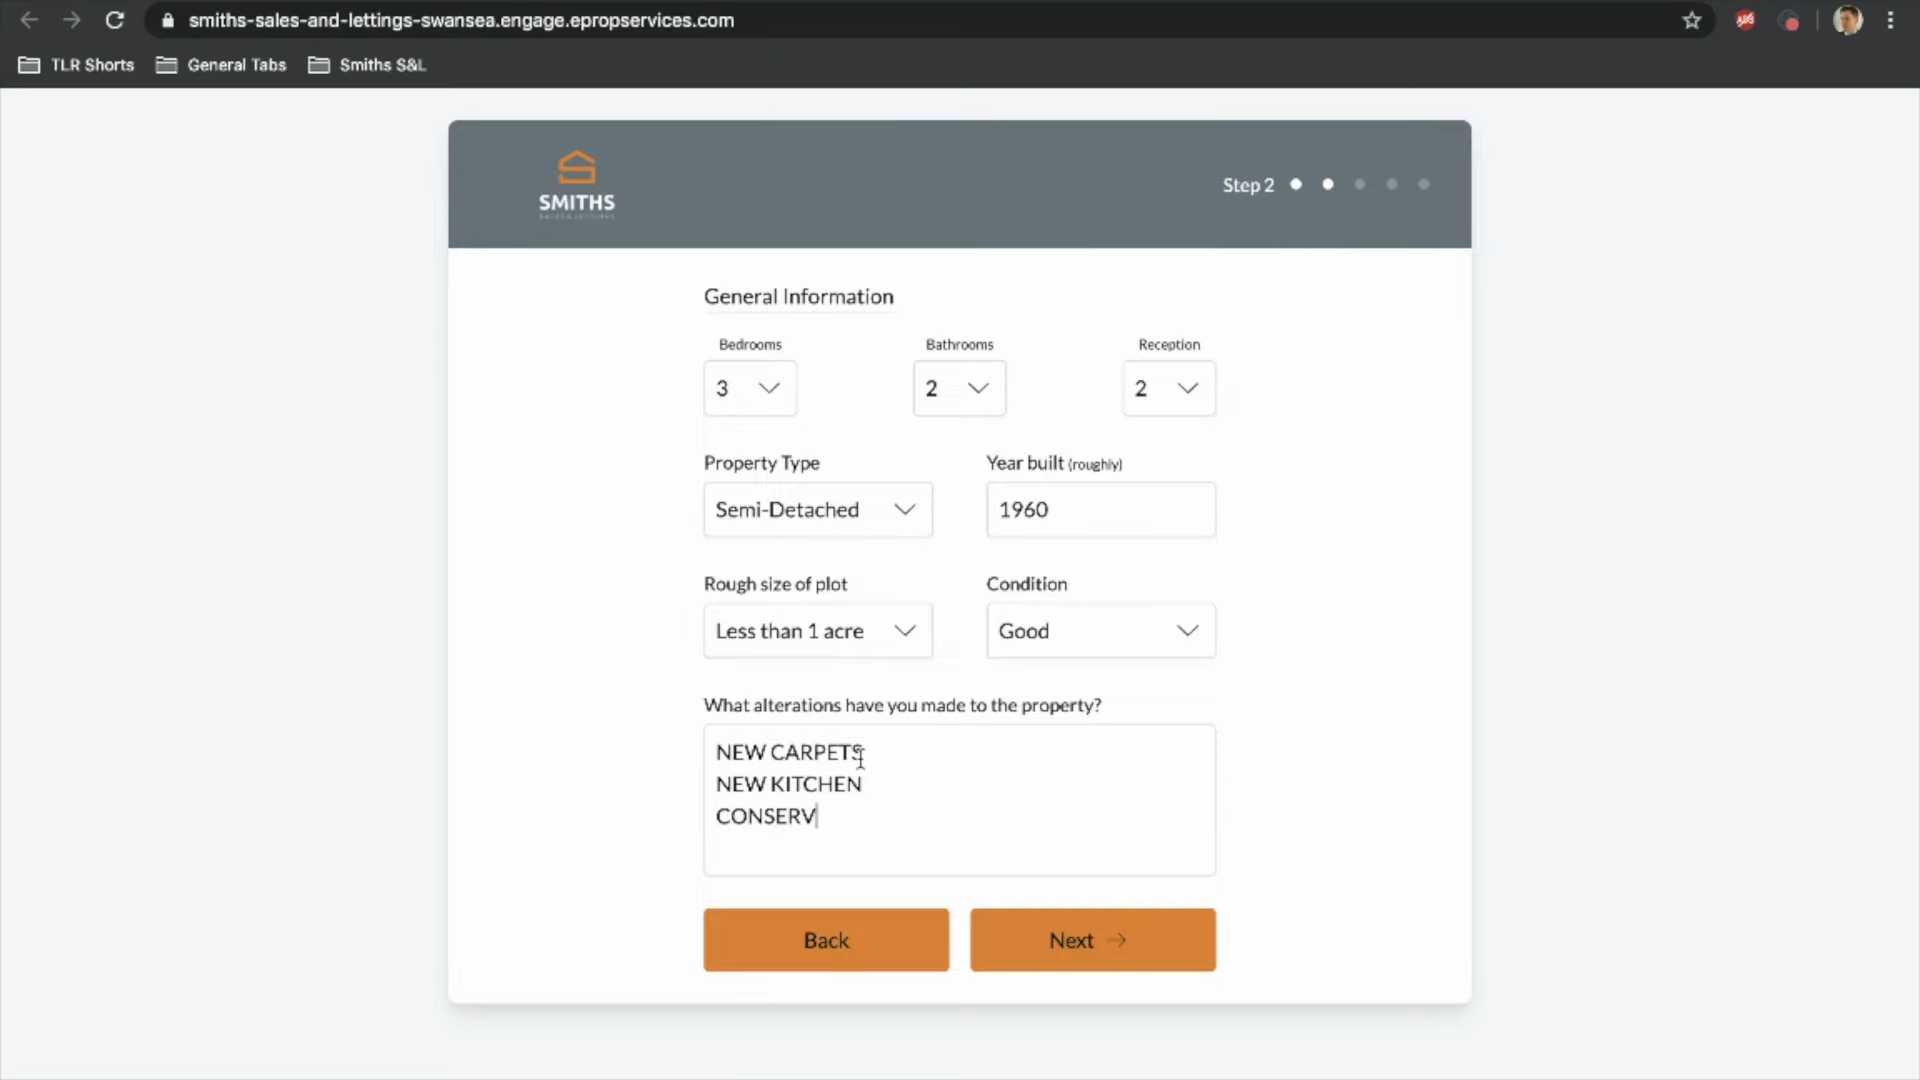 smiths-sales-and-lettings-swansea.engage.epropservices.com
TLR Shorts General Tabs Smiths S&L
SMITHS
Step 2
General Information
Bedrooms Bathrooms Reception
3 2 2
Property Type Year built (roughly)
Semi-Detached 1960
Rough size of plot Condition
Less than 1 acre Good
What alterations have you made to the property?
NEW CARPETS
NEW KITCHEN
CONSERV
Back Next →